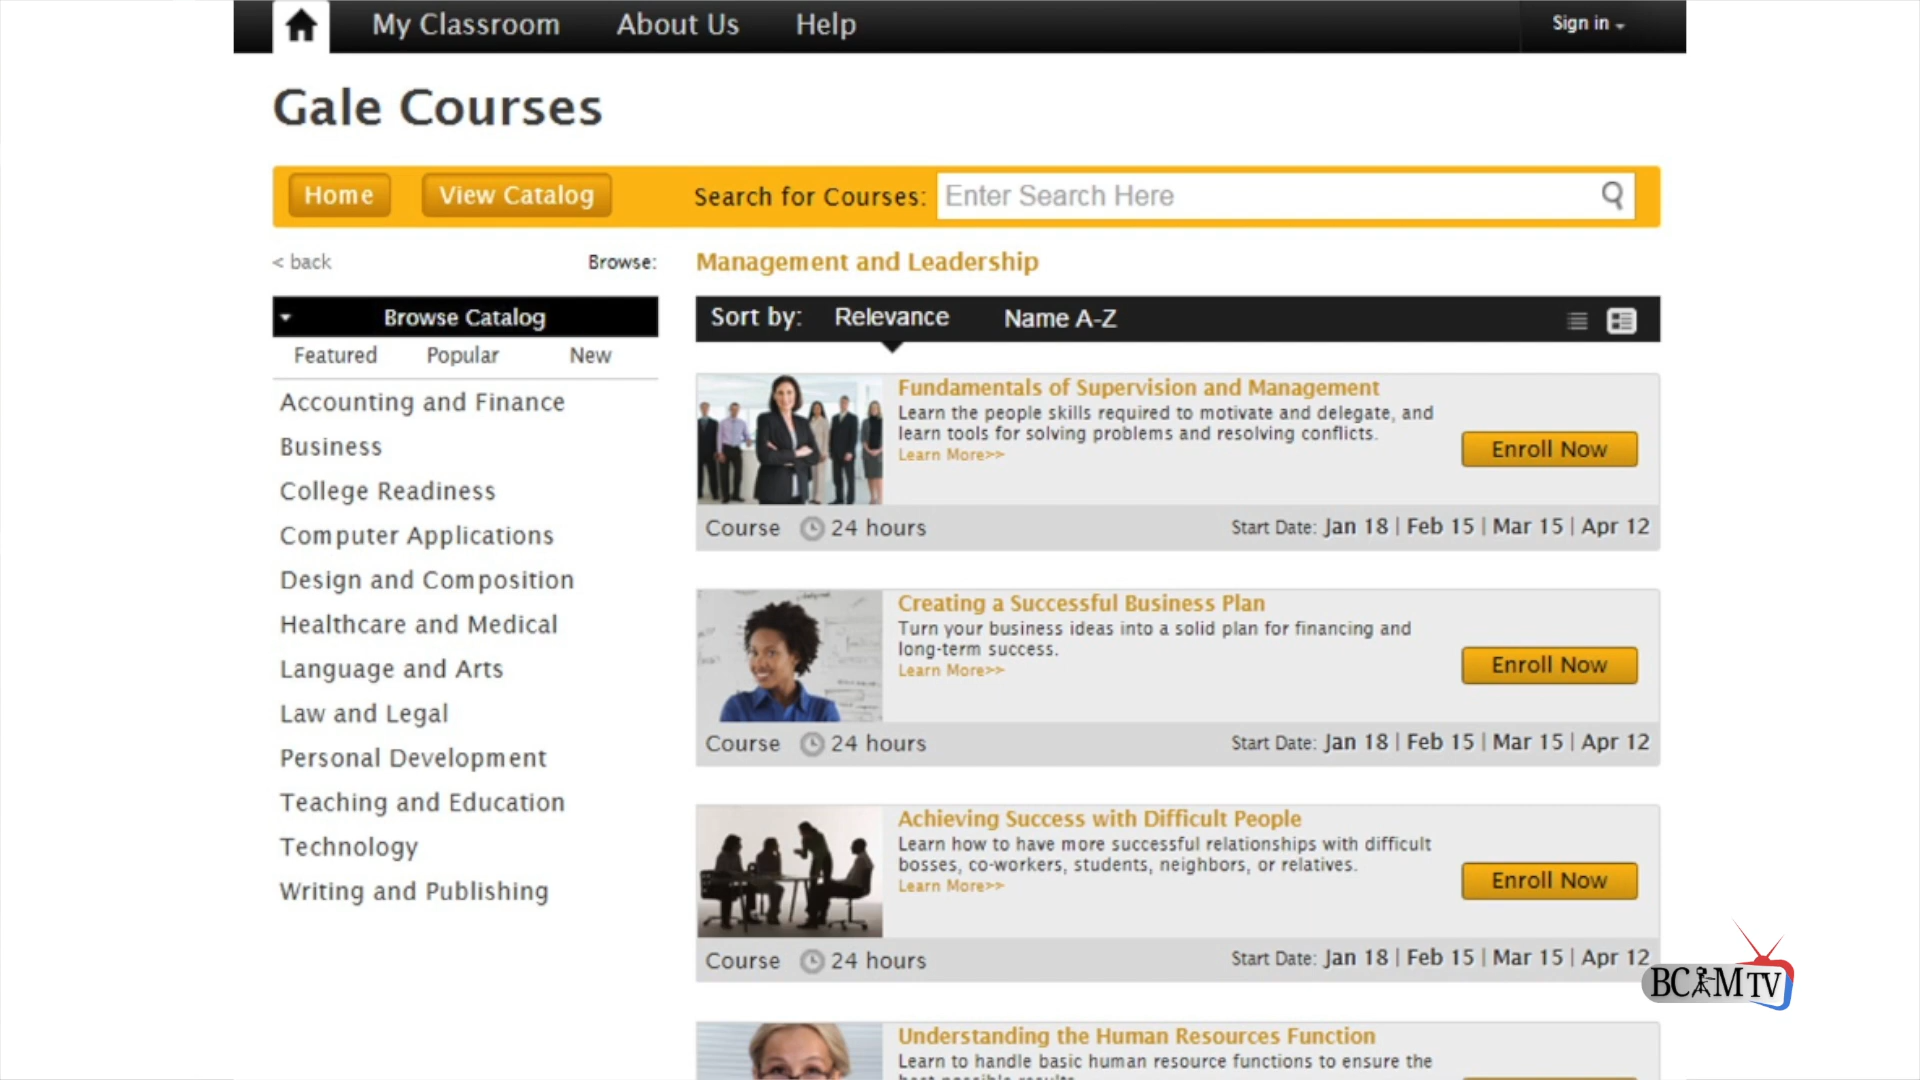 My Classroom About Us Help Sign in
Gale Courses
Home View Catalog Search for Courses: Enter Search Here
< back Browse:
Browse Catalog
Featured Popular New
Accounting and Finance
Business
College Readiness
Computer Applications
Design and Composition
Healthcare and Medical
Language and Arts
Law and Legal
Personal Development
Teaching and Education
Technology
Writing and Publishing
Management and Leadership
Sort by: Relevance Name A-Z
Fundamentals of Supervision and Management
Learn the people skills required to motivate and delegate, and
learn tools for solving problems and resolving conflicts.
Learn More>>
Enroll Now
Course 24 hours Start Date: Jan 18 | Feb 15 | Mar 15 | Apr 12
Creating a Successful Business Plan
Turn your business ideas into a solid plan for financing and
long-term success.
Learn More>>
Enroll Now
Course 24 hours Start Date: Jan 18 | Feb 15 | Mar 15 | Apr 12
Achieving Success with Difficult People
Learn how to have more successful relationships with difficult
bosses, co-workers, students, neighbors, or relatives.
Learn More>>
Enroll Now
Course 24 hours Start Date: Jan 18 | Feb 15 | Mar 15 | Apr 12
Understanding the Human Resources Function
Learn to handle basic human resource functions to ensure the
BCAM TV